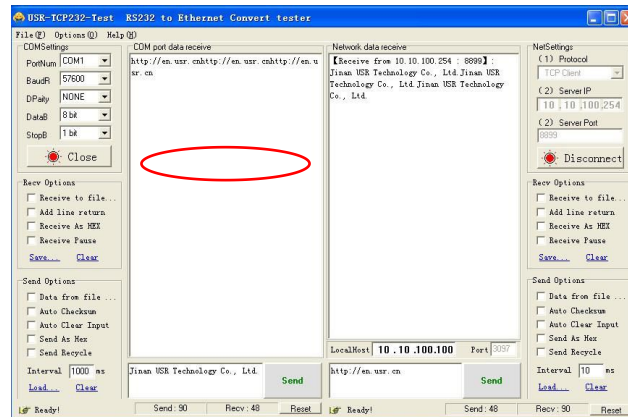 USR-TCP232-Test RS232 to Ethernet Convert tester
File(F) Options(O) Help(H)
COMSettings
PortNum COM1
BaudR 57600
DPaity NONE
DataB 8 bit
StopB 1 bit
Close
Recv Options
Receive to file...
Add line return
Receive As HEX
Receive Pause
Save... Clear
Send Options
Data from file ...
Auto Checksum
Auto Clear Input
Send As Hex
Send Recycle
Interval 1000 ms
Load... Clear
COM port data receive
http://en.usr.cnhttp://en.usr.cnhttp://en.u
sr.cn
Jinan USR Technology Co., Ltd.
Send
Network data receive
【Receive from 10.10.100.254 : 8899】:
Jinan USR Technology Co., Ltd.Jinan USR
Technology Co., Ltd.Jinan USR Technology
Co., Ltd.
LocalHost 10 .10 .100.100 Port 3097
http://en.usr.cn
Send
NetSettings
(1) Protocol
TCP Client
(2) Server IP
10 .10 .100.254
(2) Server Port
8899
Disconnect
Recv Options
Receive to file...
Add line return
Receive As HEX
Receive Pause
Save... Clear
Send Options
Data from file ...
Auto Checksum
Auto Clear Input
Send As Hex
Send Recycle
Interval 10 ms
Load... Clear
Ready! Send : 90 Recv : 48 Reset
Ready! Send : 48 Recv : 90 Reset